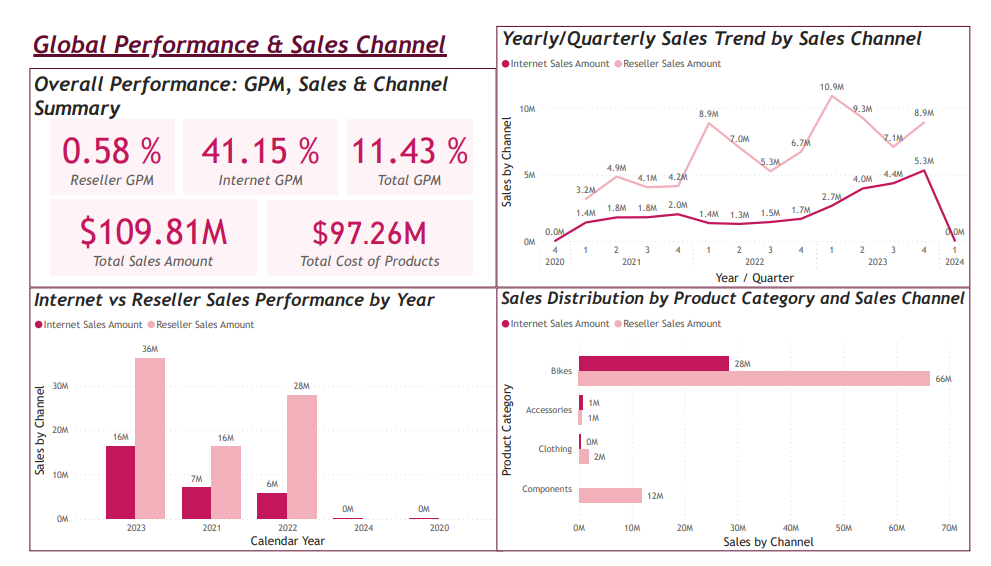 Global Performance & Sales Channel
Overall Performance: GPM, Sales & Channel
Summary
0.58 %
Reseller GPM
41.15 %
Internet GPM
11.43 %
Total GPM
$109.81M
Total Sales Amount
$97.26M
Total Cost of Products
Yearly/Quarterly Sales Trend by Sales Channel
Internet Sales Amount Reseller Sales Amount
Sales by Channel
10M
5M
0M
3.2M 4.9M 4.1M 4.2M 8.9M 7.0M 5.3M 6.7M 10.9M 9.3M 7.1M 8.9M
0.0M 1.4M 1.8M 1.8M 2.0M 1.4M 1.3M 1.5M 1.7M 2.7M 4.0M 4.4M 5.3M 0.0M
4 1 2 3 4 1 2 3 4 1 2 3 4 1
2020 2021 2022 2023 2024
Year / Quarter
Internet vs Reseller Sales Performance by Year
Internet Sales Amount Reseller Sales Amount
Sales by Channel
30M
20M
10M
0M
16M 36M 7M 16M 6M 28M 0M 0M
2023 2021 2022 2024 2020
Calendar Year
Sales Distribution by Product Category and Sales Channel
Internet Sales Amount Reseller Sales Amount
Product Category
Bikes 28M
66M
Accessories 1M
1M
Clothing 0M
2M
Components 12M
0M 10M 20M 30M 40M 50M 60M 70M
Sales by Channel